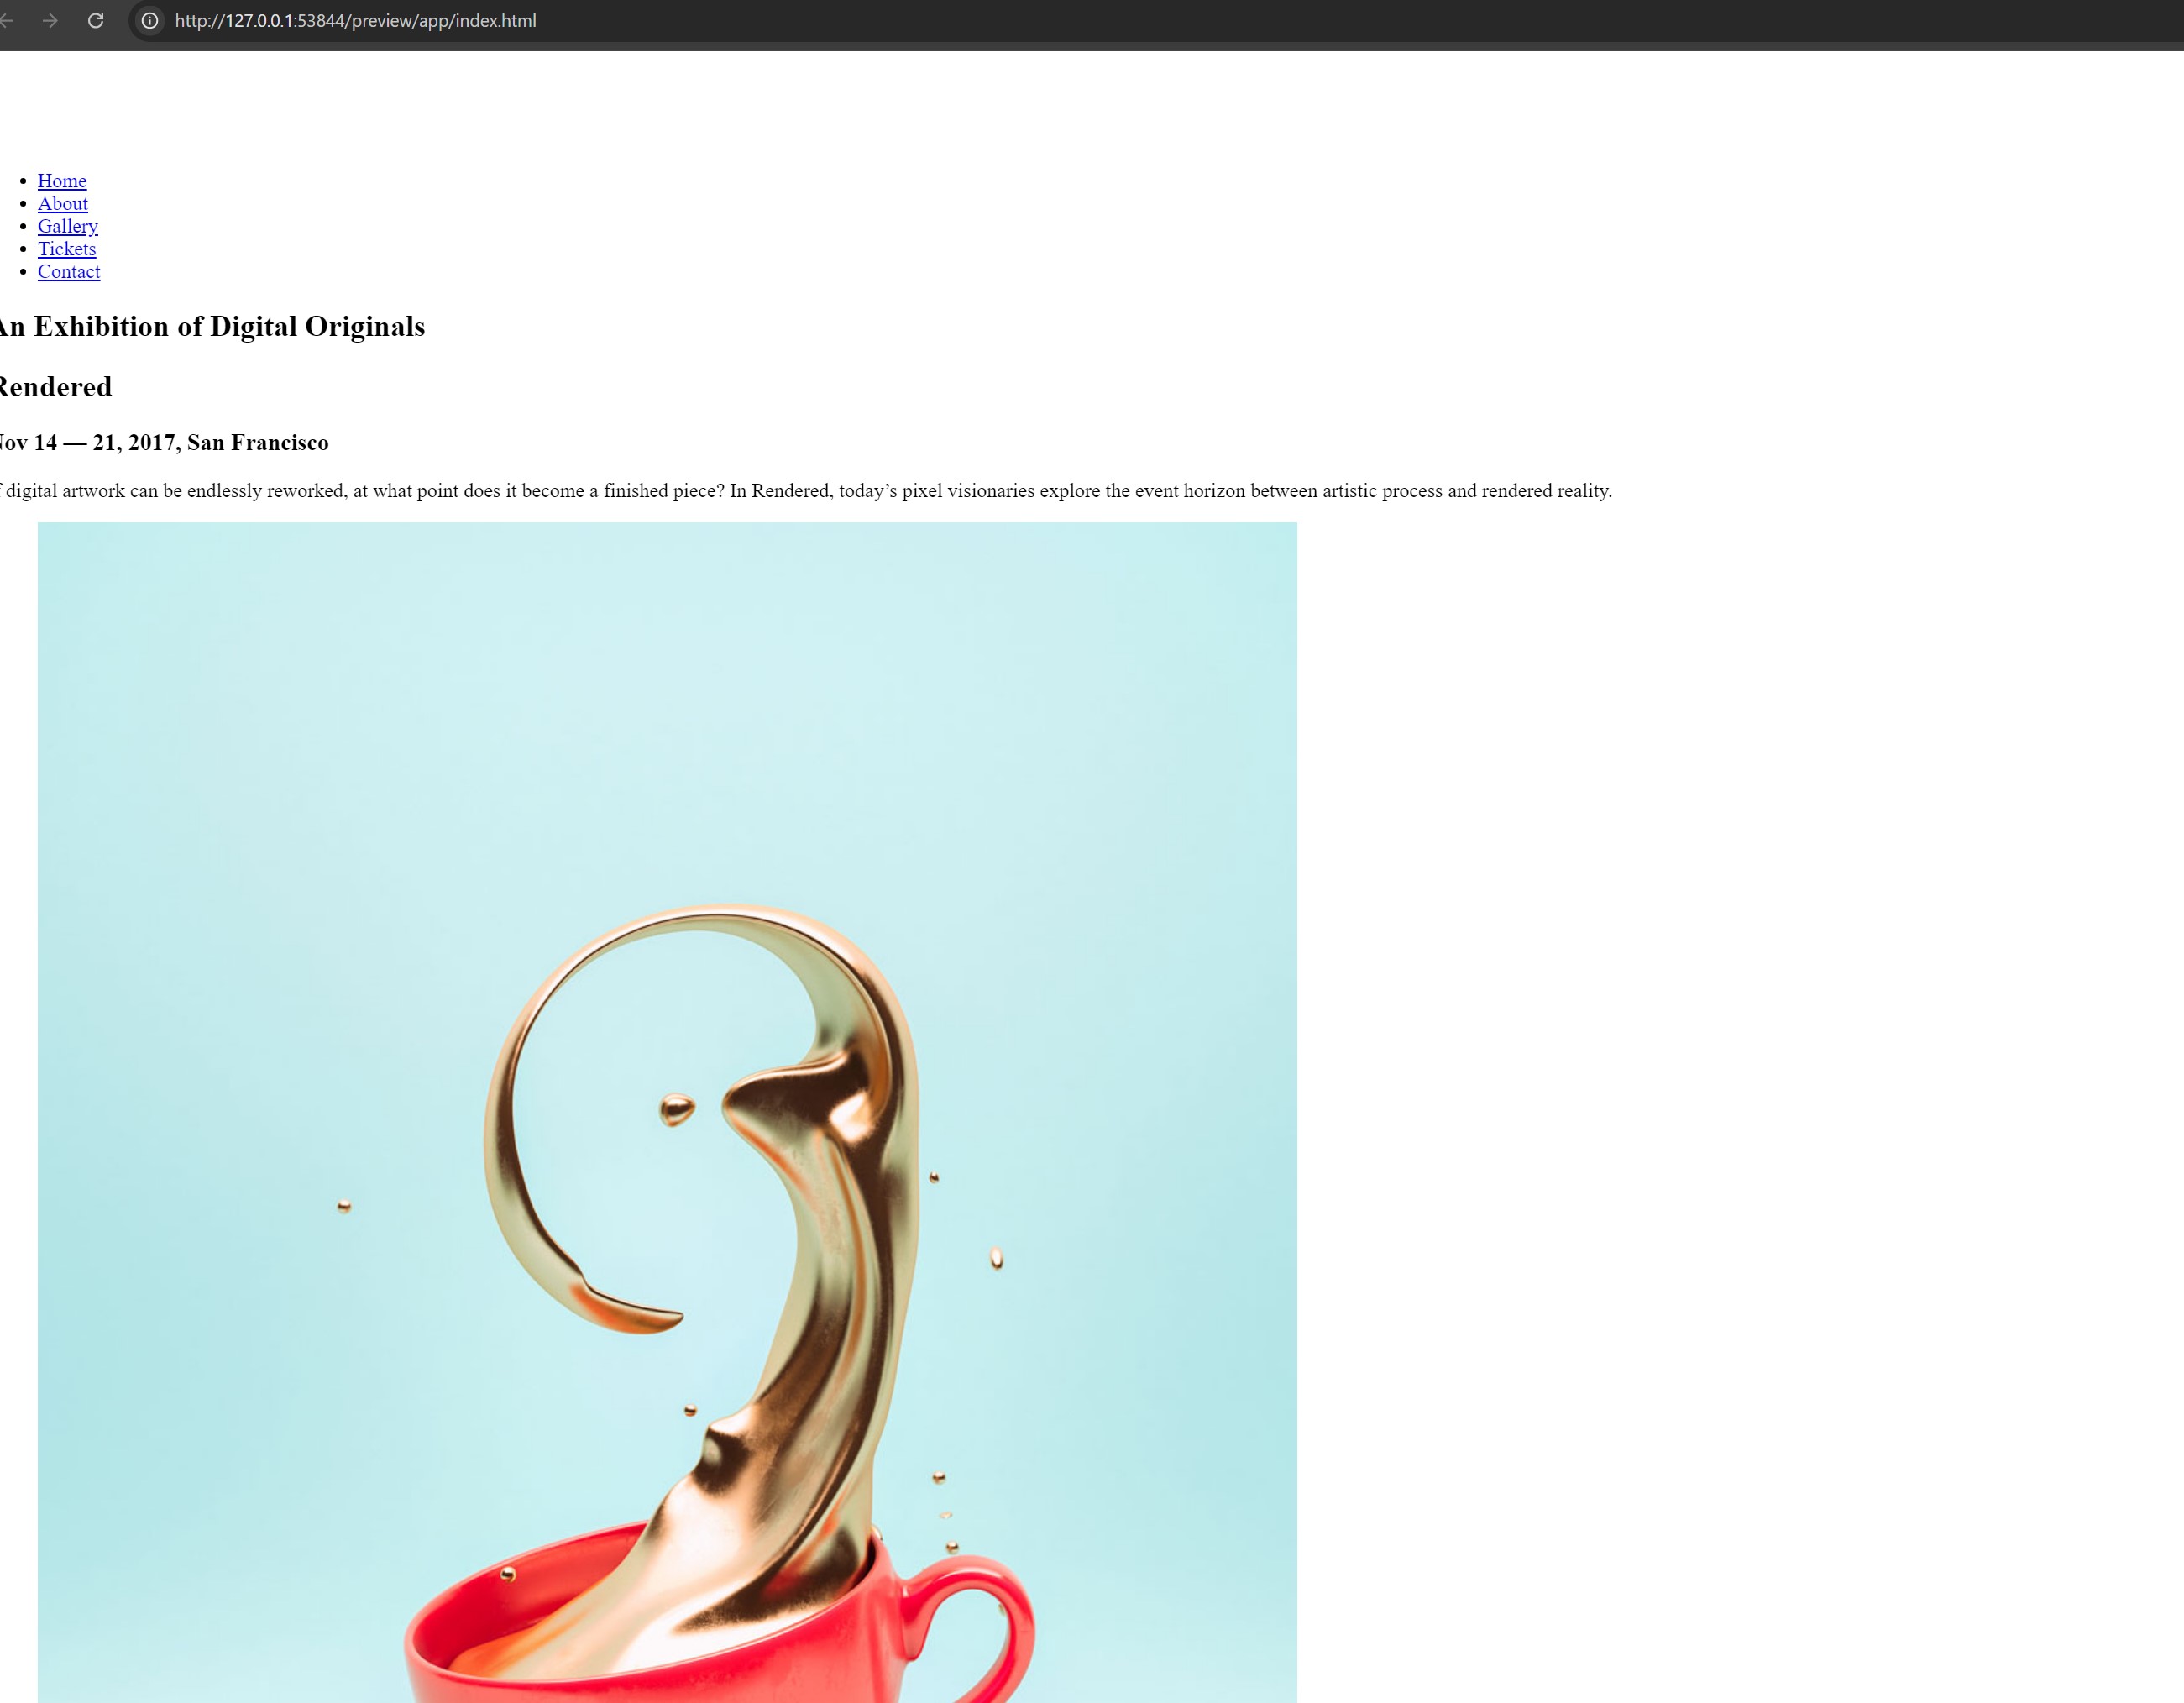 http://127.0.0.1:53844/preview/app/index.html
Home
About
Gallery
Tickets
Contact
An Exhibition of Digital Originals
Rendered
Nov 14 — 21, 2017, San Francisco
f digital artwork can be endlessly reworked, at what point does it become a finished piece? In Rendered, today’s pixel visionaries explore the event horizon between artistic process and rendered reality.